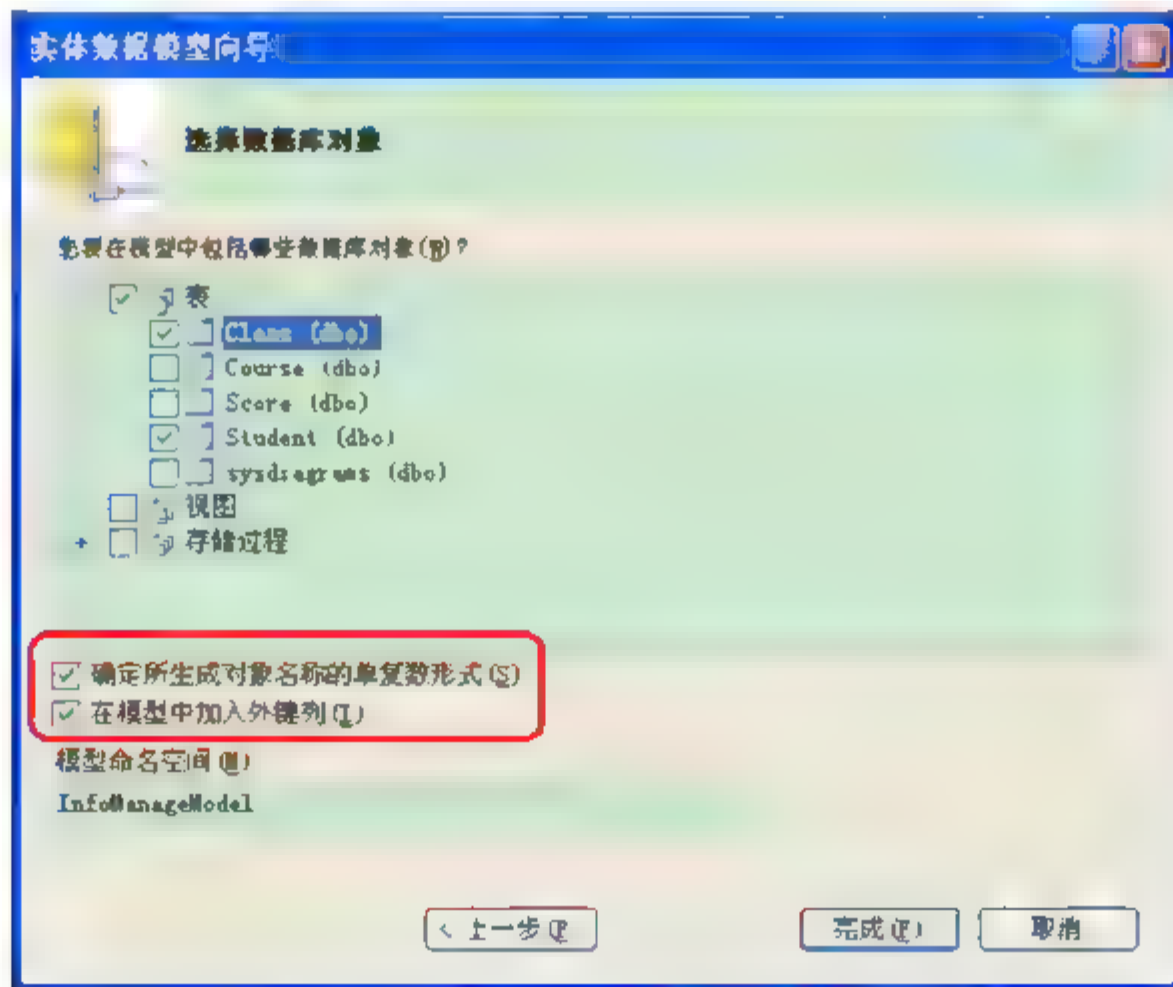 实体数据模型向导
选择数据库对象
您要在模型中包括哪些数据库对象(W)?
表
Class (dbo)
Course (dbo)
Score (dbo)
Student (dbo)
sysdiagrams (dbo)
视图
存储过程
确定所生成对象名称的单复数形式(S)
在模型中加入外键列(I)
模型命名空间(M)
InfoManageModel
< 上一步(P
完成(F)
取消